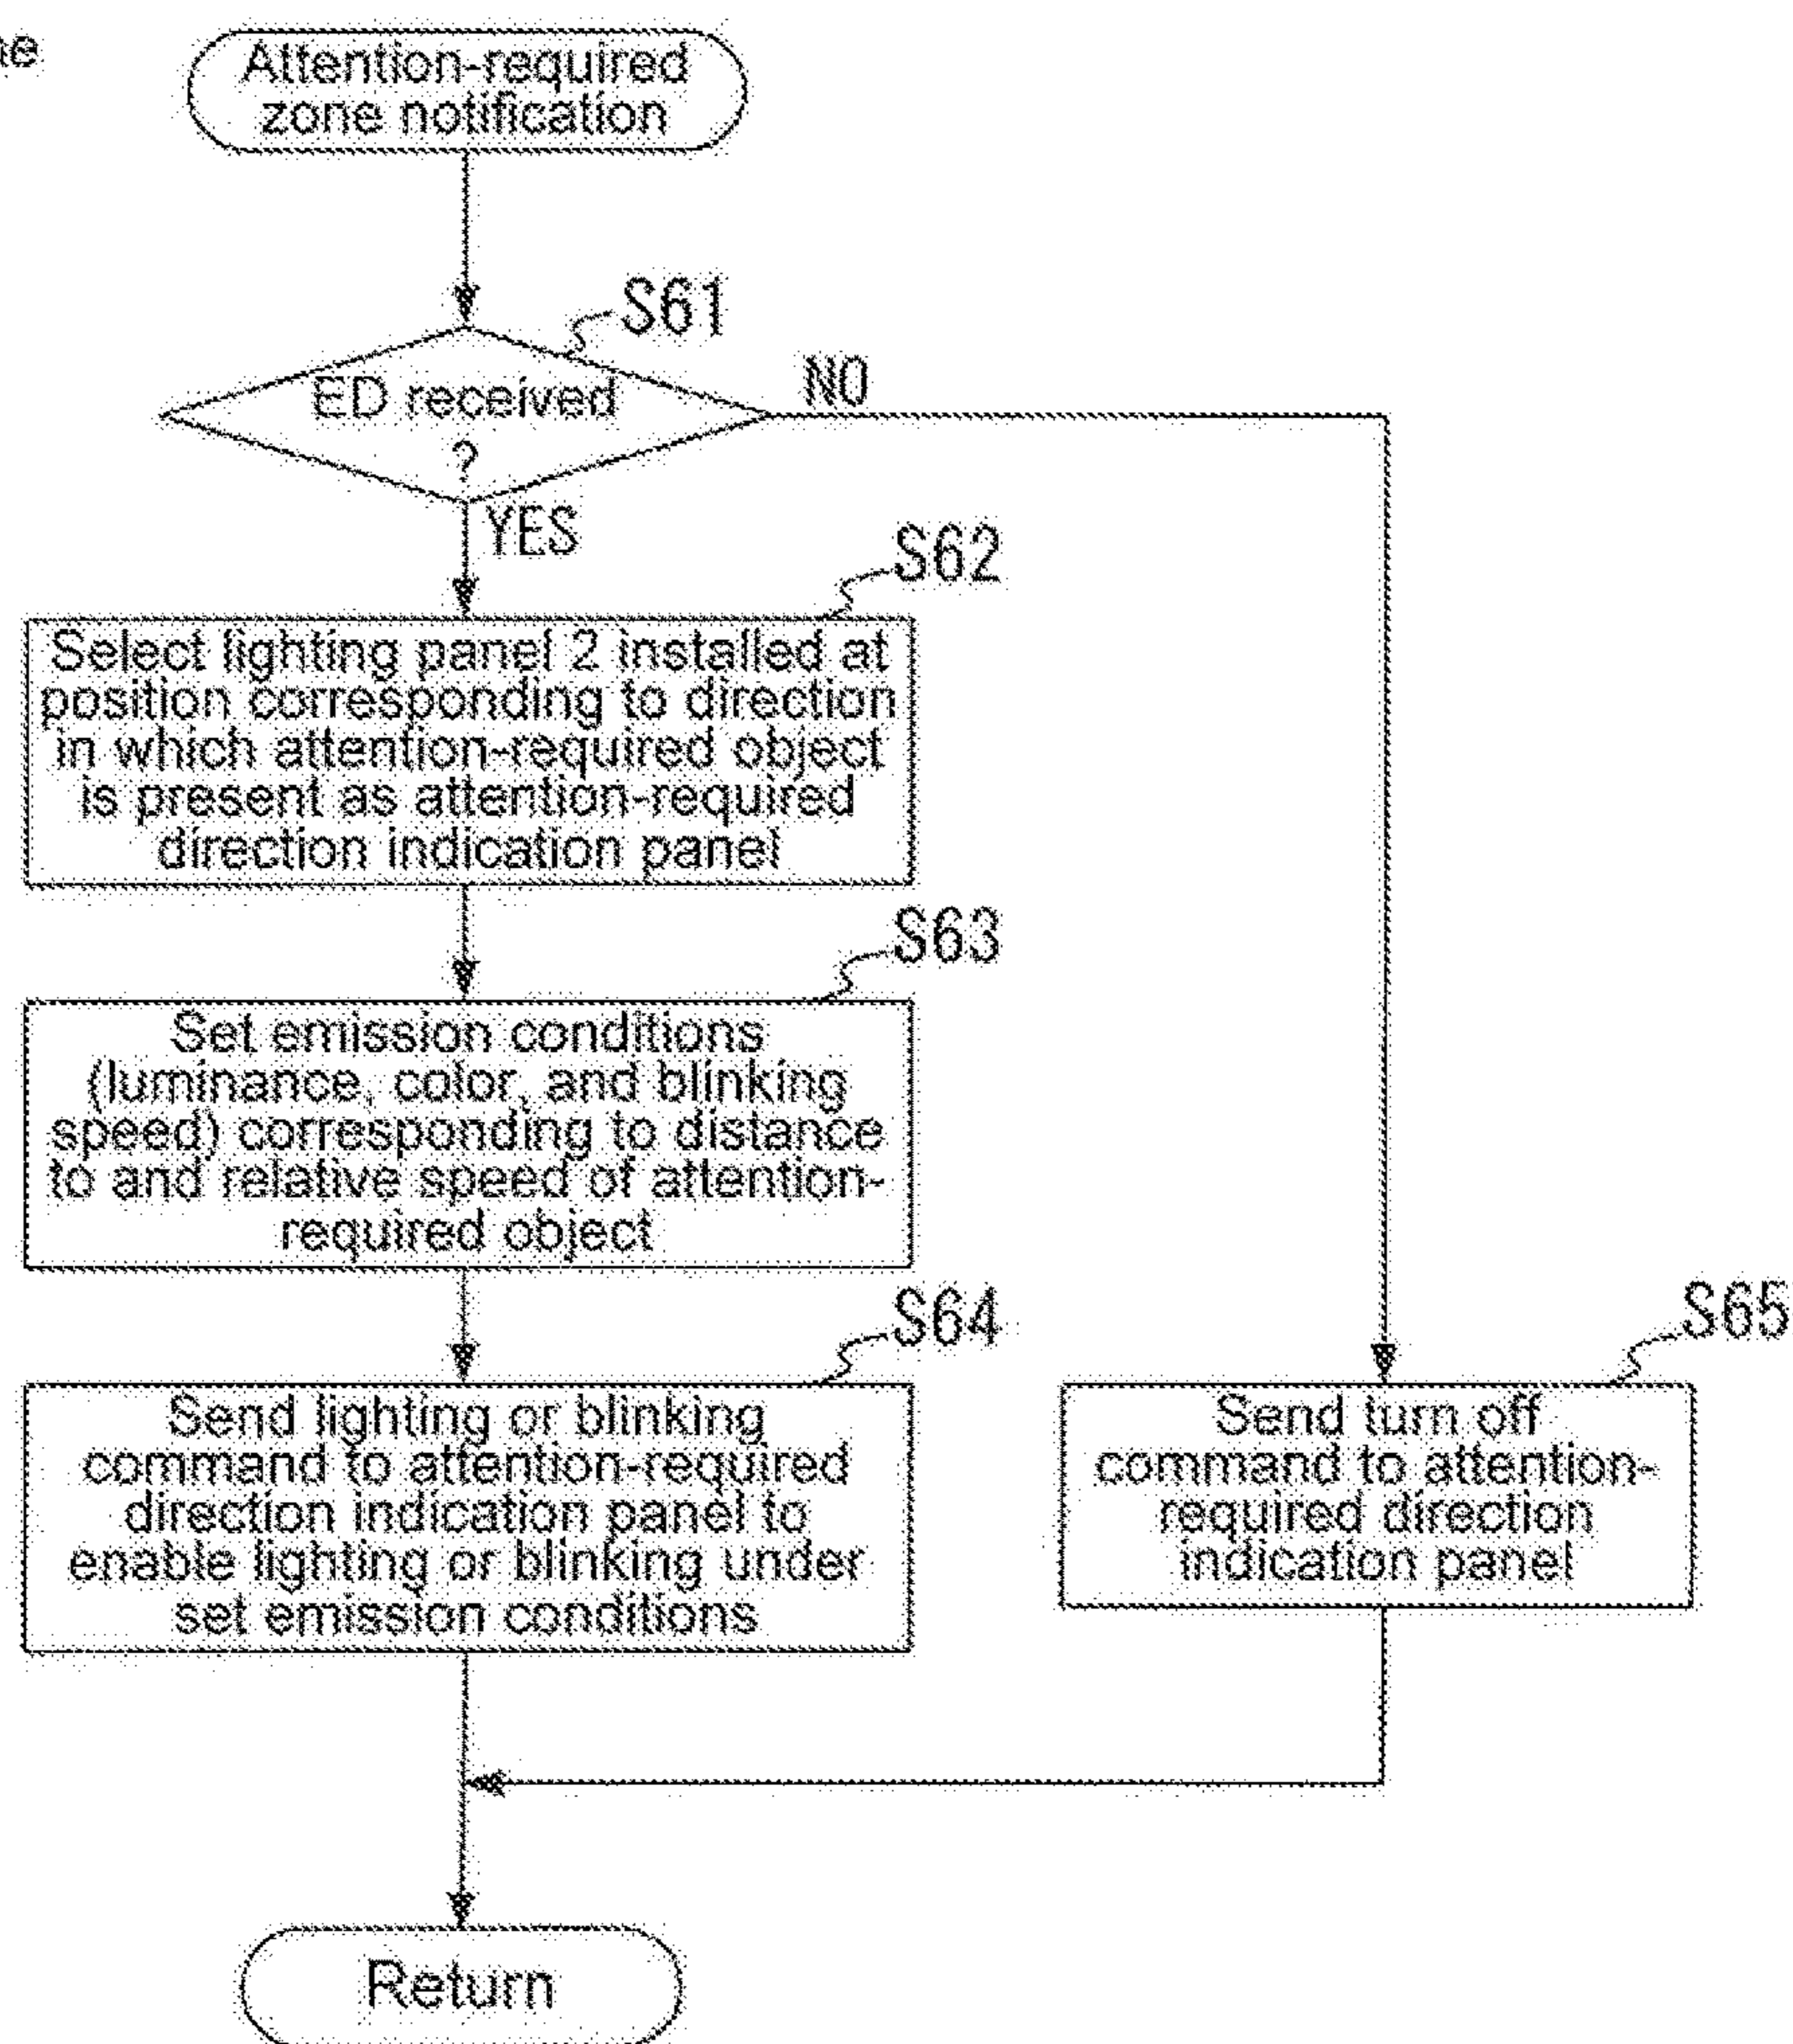 Attention-required
zone notification
S61
ED received
?
NO
YES
S62
Select lighting panel 2 installed at
position corresponding to direction
in which attention-required object
is present as attention-required
direction indication panel
S63
Set emission conditions
(luminance, color, and blinking
speed) corresponding to distance
to and relative speed of attention-
required object
S64
Send lighting or blinking
command to attention-required
direction indication panel to
enable lighting or blinking under
set emission conditions
S65
Send turn off
command to attention-
required direction
indication panel
Return